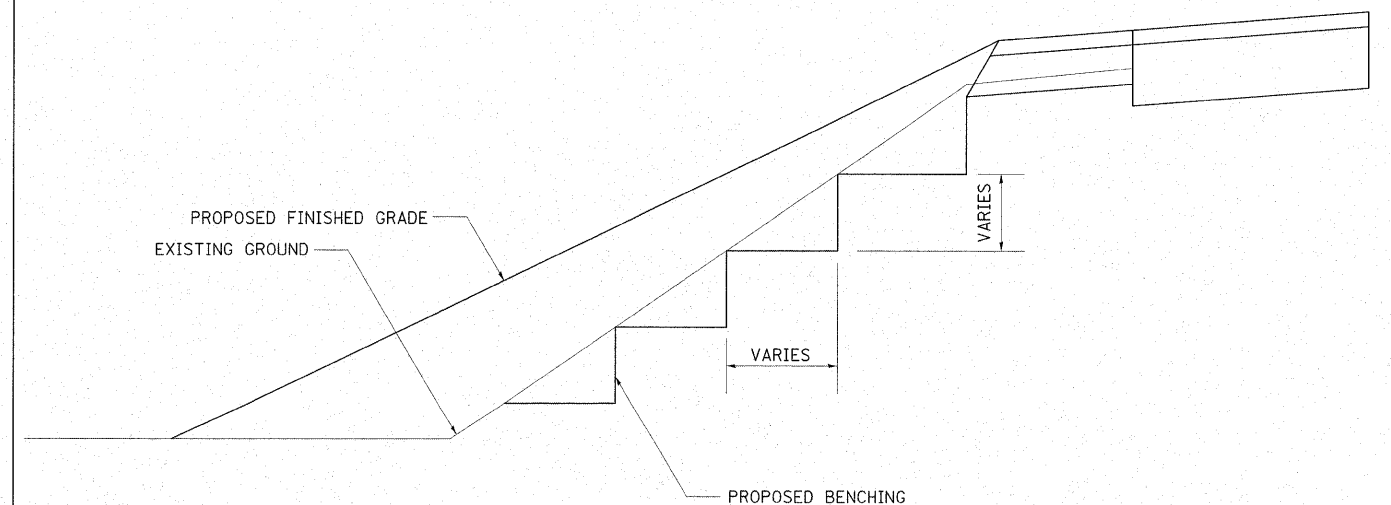 PROPOSED FINISHED GRADE
EXISTING GROUND
VARIES
VARIES
PROPOSED BENCHING